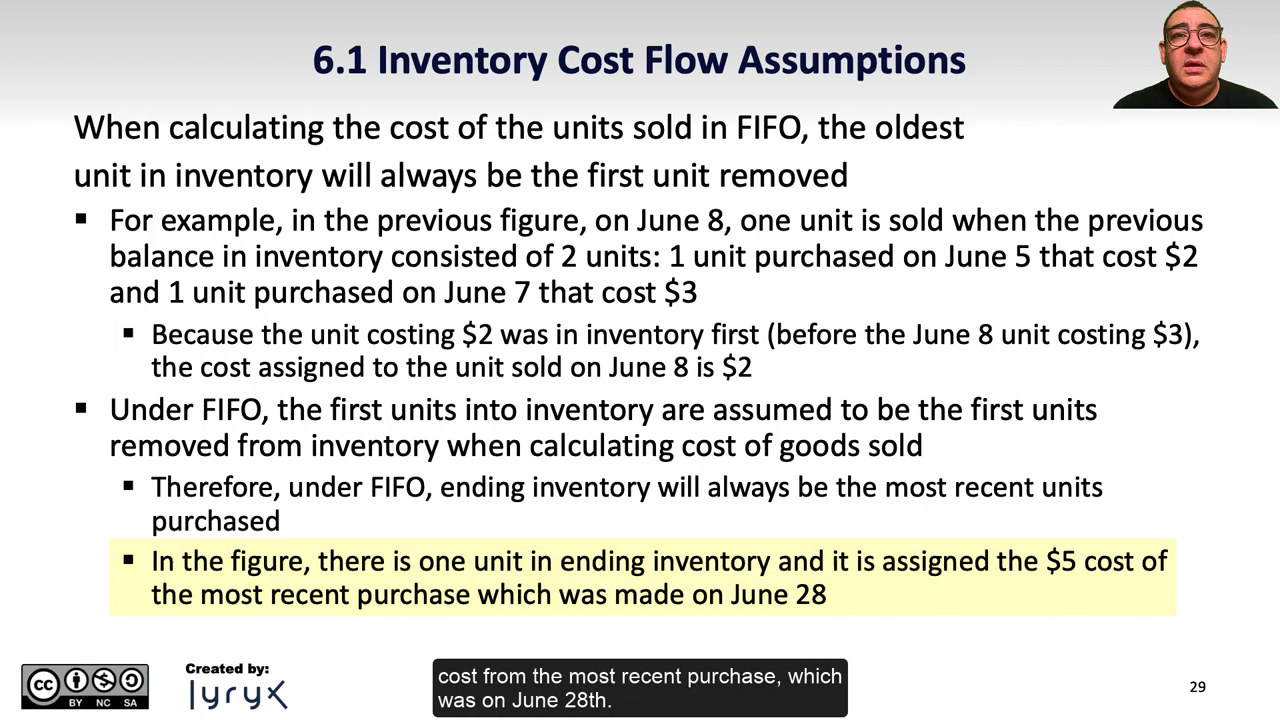 6.1 Inventory Cost Flow Assumptions
When calculating the cost of the units sold in FIFO, the oldest
unit in inventory will always be the first unit removed
▪ For example, in the previous figure, on June 8, one unit is sold when the previous
balance in inventory consisted of 2 units: 1 unit purchased on June 5 that cost $2
and 1 unit purchased on June 7 that cost $3
▪ Because the unit costing $2 was in inventory first (before the June 8 unit costing $3),
the cost assigned to the unit sold on June 8 is $2
▪ Under FIFO, the first units into inventory are assumed to be the first units
removed from inventory when calculating cost of goods sold
▪ Therefore, under FIFO, ending inventory will always be the most recent units
purchased
▪ In the figure, there is one unit in ending inventory and it is assigned the $5 cost of
the most recent purchase which was made on June 28
cc
BY NC SA
Created by:
lyryx
cost from the most recent purchase, which
was on June 28th.
29